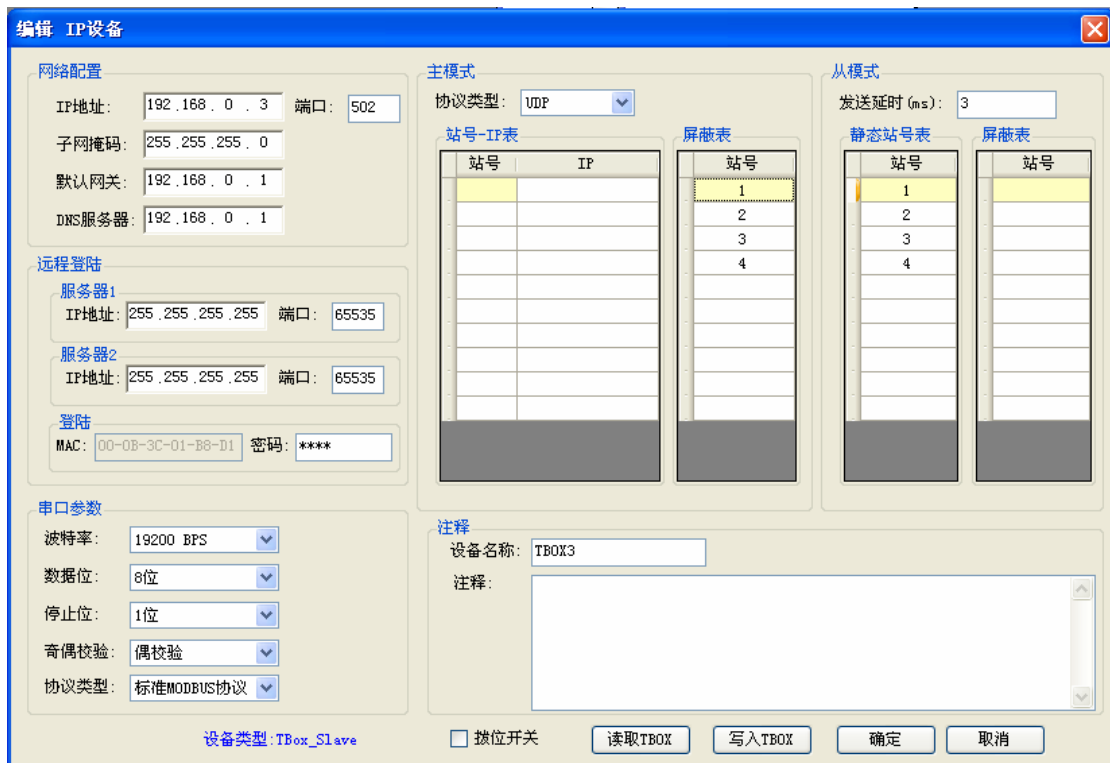 编辑 IP设备
网络配置
IP地址: 192.168.0.3 端口: 502
子网掩码: 255.255.255.0
默认网关: 192.168.0.1
DNS服务器: 192.168.0.1
远程登陆
服务器1
IP地址: 255.255.255.255 端口: 65535
服务器2
IP地址: 255.255.255.255 端口: 65535
登陆
MAC: 00-0B-3C-01-B8-D1 密码: ****
串口参数
波特率: 19200 BPS
数据位: 8位
停止位: 1位
奇偶校验: 偶校验
协议类型: 标准MODBUS协议
主模式
协议类型: UDP
站号-IP表
站号 IP
屏蔽表
站号
1
2
3
4
从模式
发送延时(ms): 3
静态站号表
站号
1
2
3
4
屏蔽表
站号
注释
设备名称: TBOX3
注释:
设备类型:TBox_Slave
拨位开关 读取TBOX 写入TBOX 确定 取消